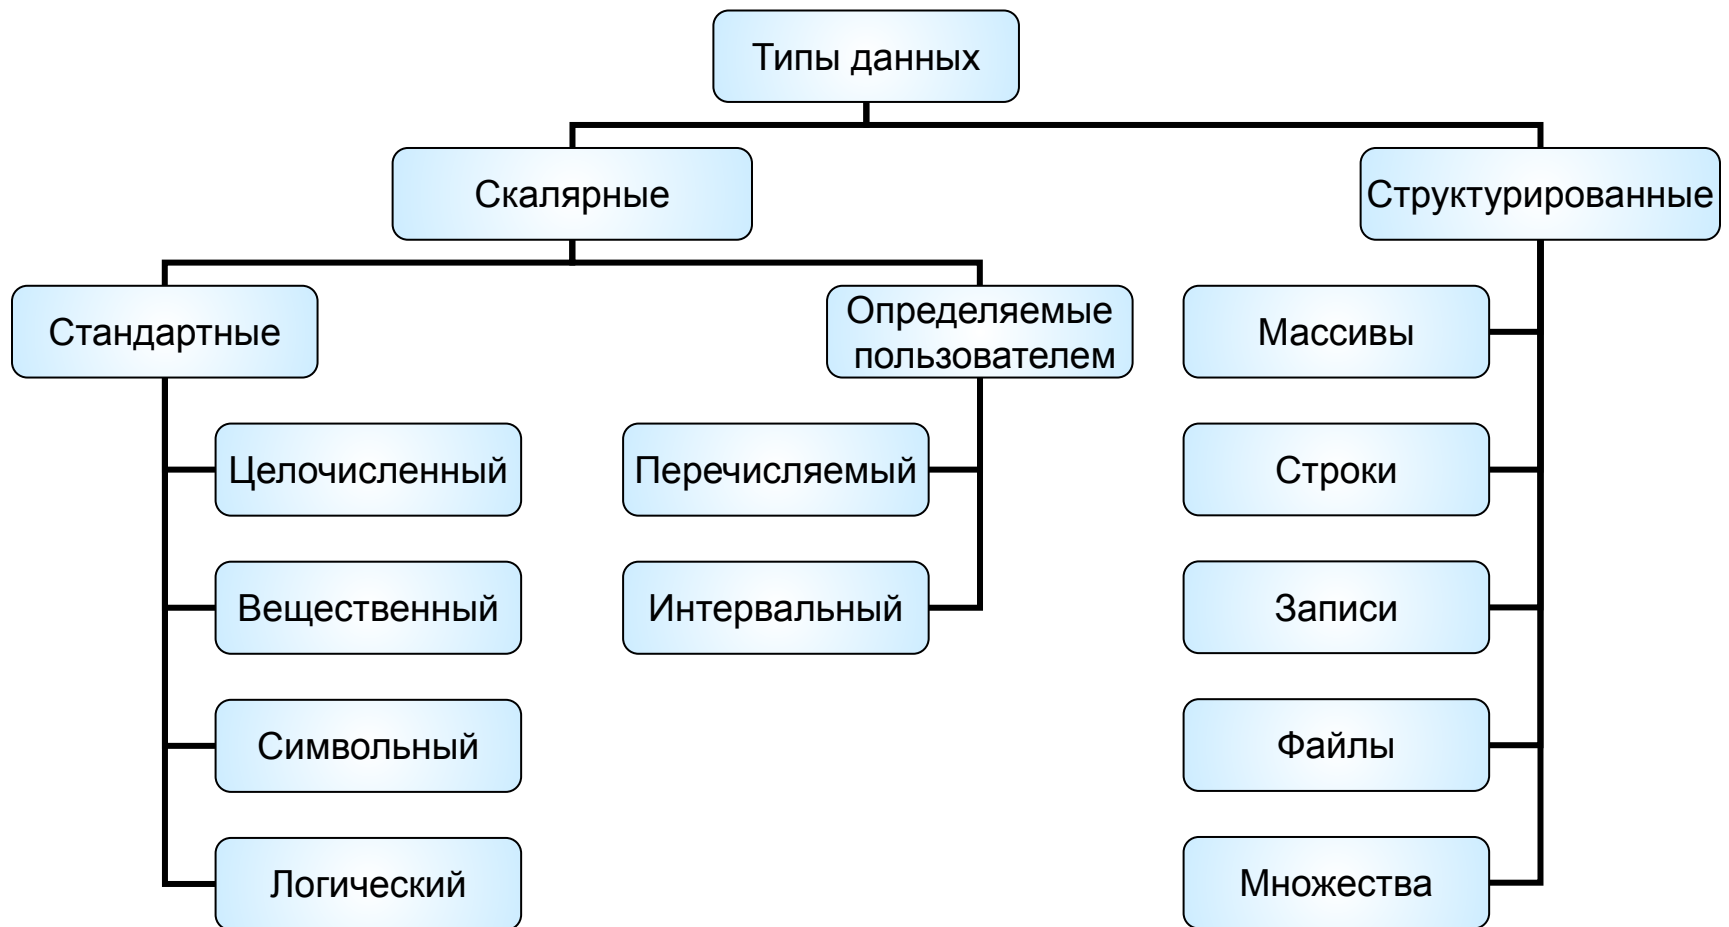 Типы данных
Скалярные
Структурированные
Стандартные
Определяемые
пользователем
Массивы
Целочисленный
Перечисляемый
Строки
Вещественный
Интервальный
Записи
Символьный
Файлы
Логический
Множества